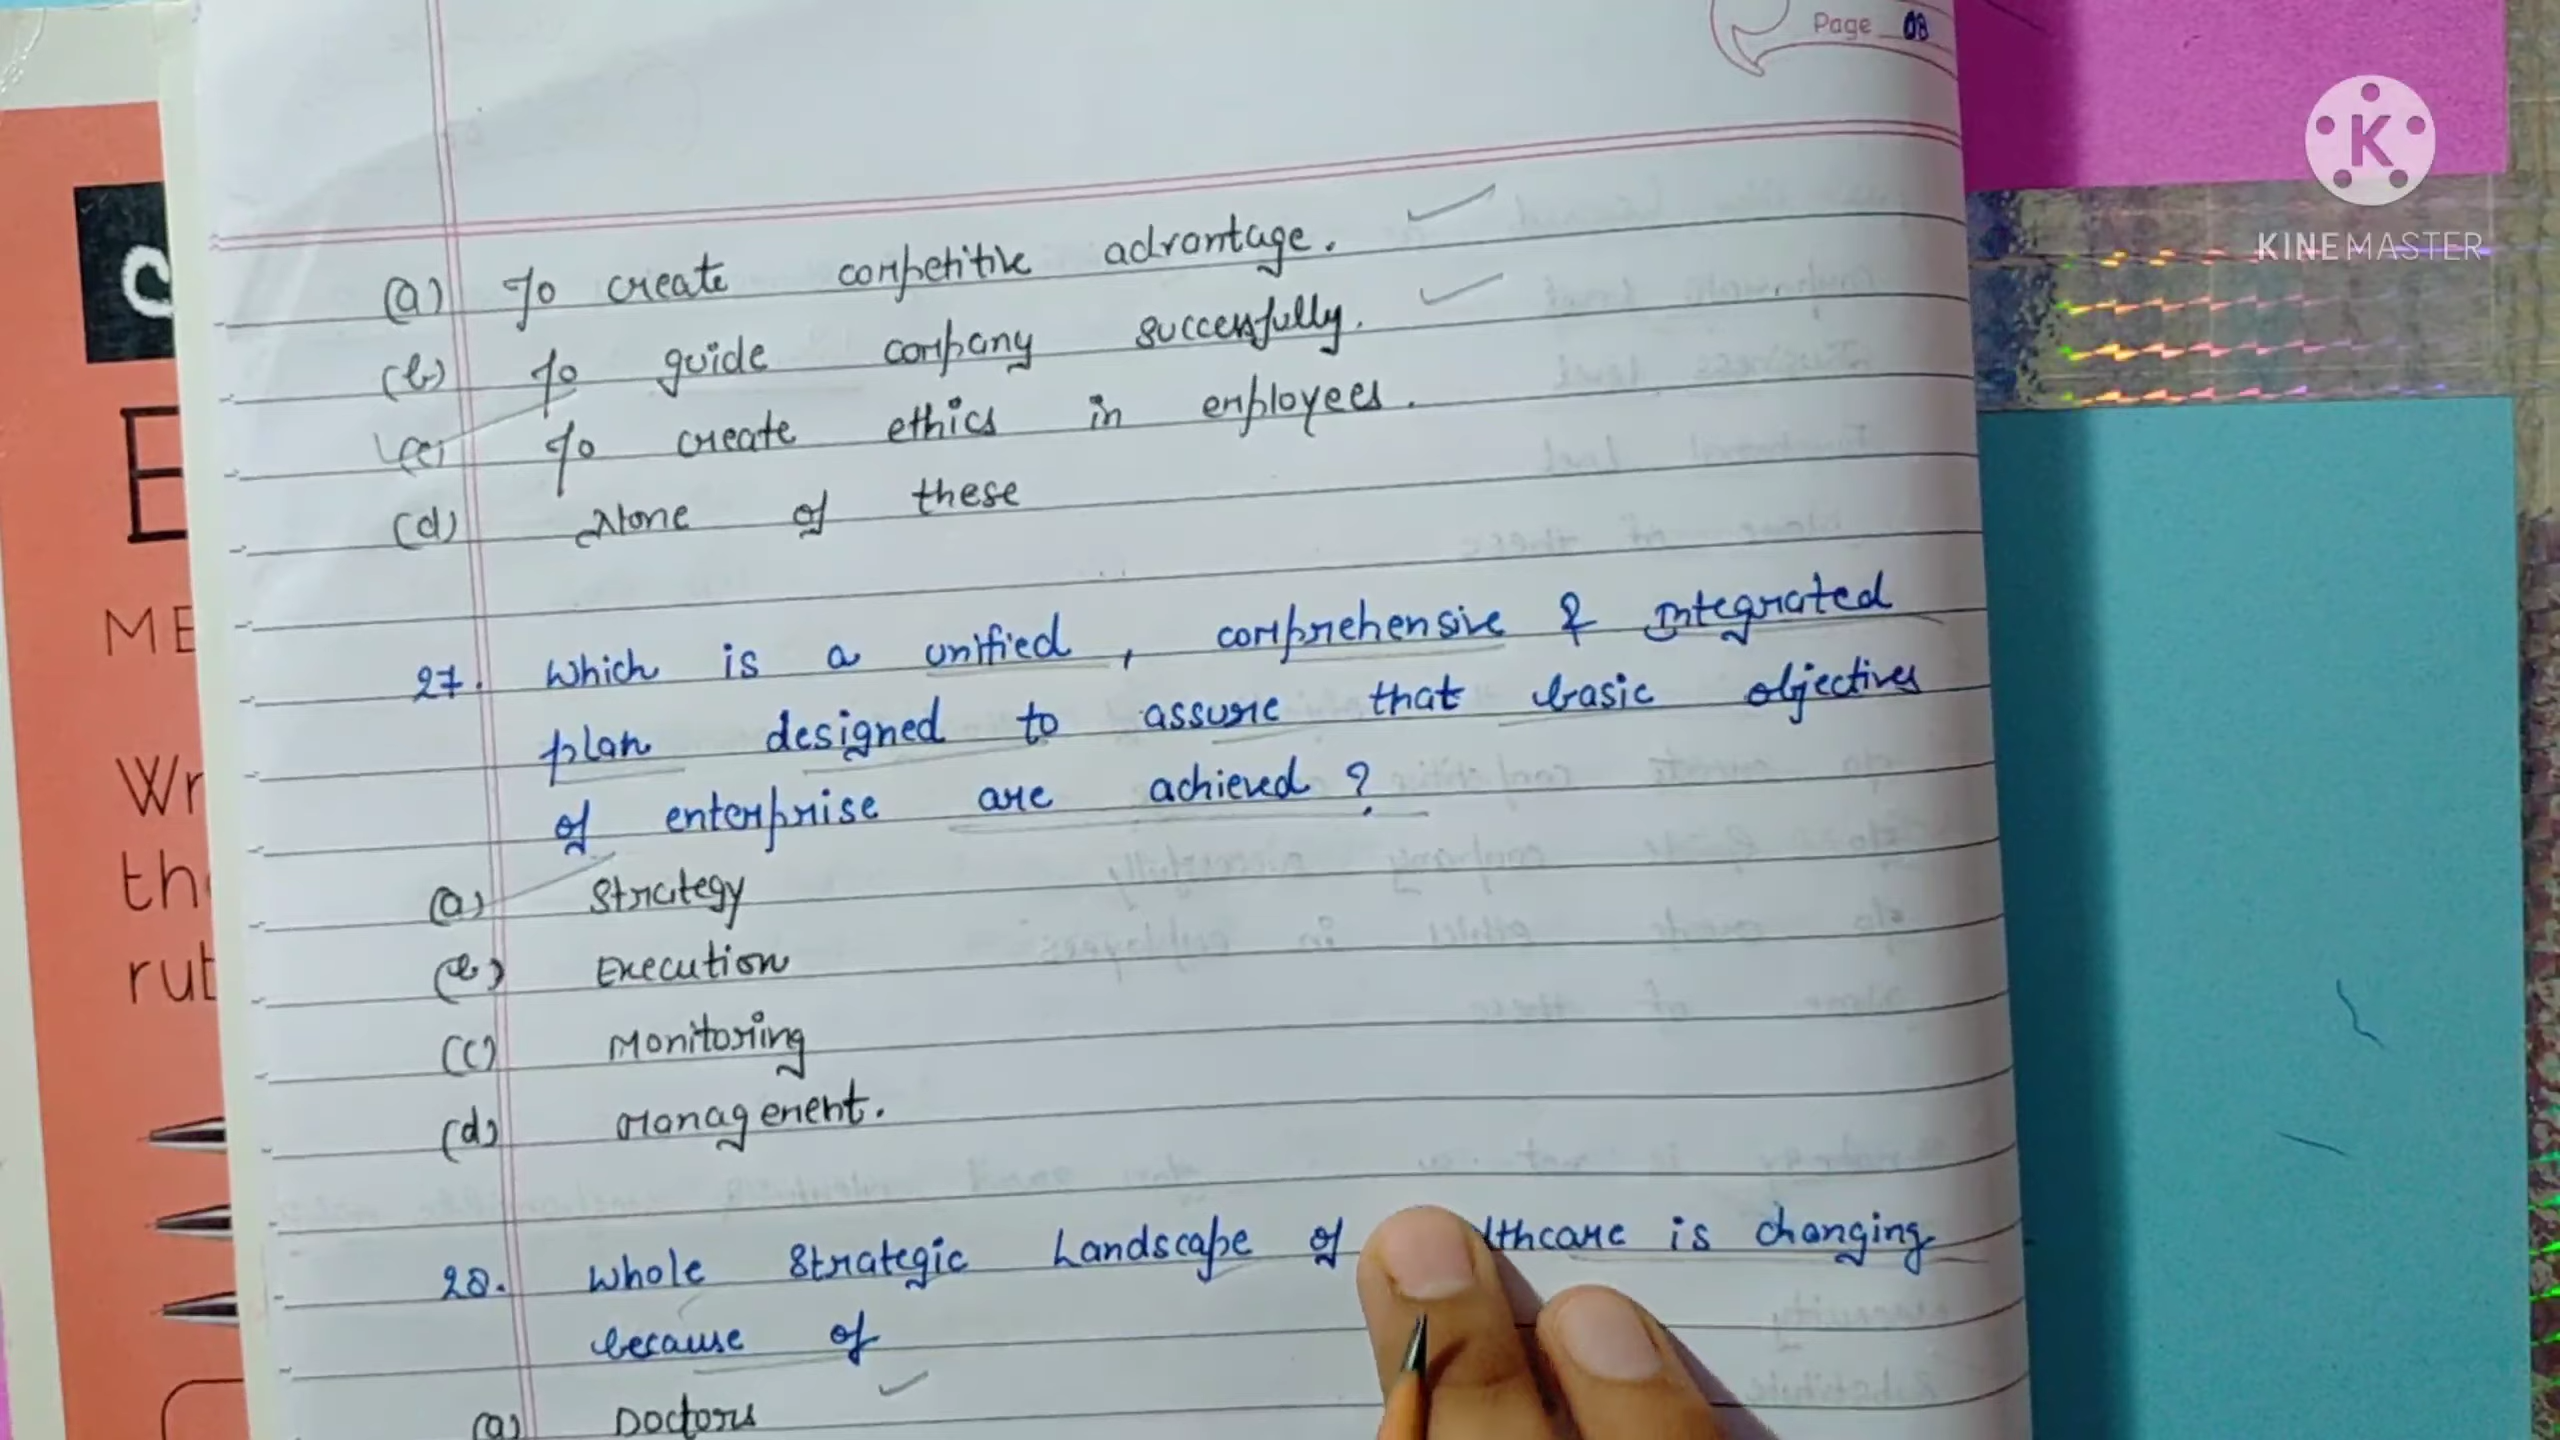 Page 08
K
KINEMASTER
(a) To create competitive advantage.
(b) To guide company successfully.
(c) To create ethics in employees.
(d) None of these
27. Which is a unified, comprehensive & Integrated
plan designed to assure that basic objectives
of enterprise are achieved?
(a) Strategy
(b) Execution
(c) Monitoring
(d) Management.
28. Whole Strategic Landscape of lthcare is changing
because of
(a) Doctors
E
ME
Wr
the
rut